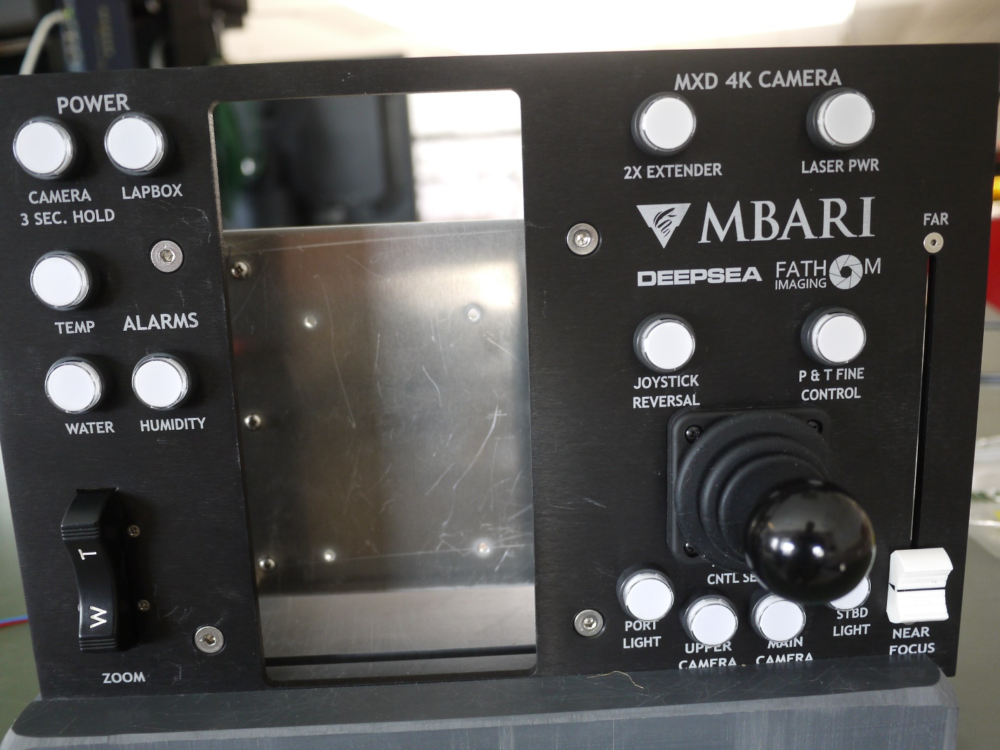 POWER
CAMERA
3 SEC. HOLD
LAPBOX
TEMP
ALARMS
WATER
HUMIDITY
T
W
ZOOM
MXD 4K CAMERA
2X EXTENDER
LASER PWR
MBARI
DEEPSEA
FATHOM
IMAGING
FAR
JOYSTICK
REVERSAL
P & T FINE
CONTROL
CNTL
PORT
LIGHT
UPPER
CAMERA
MAIN
CAMERA
STBD
LIGHT
NEAR
FOCUS